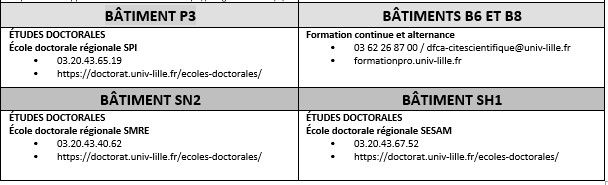 BÂTIMENT P3
ÉTUDES DOCTORALES
École doctorale régionale SPI
• 03.20.43.65.19
• https://doctorat.univ-lille.fr/ecoles-doctorales/
BÂTIMENTS B6 ET B8
Formation continue et alternance
• 03 62 26 87 00 / dfca-citescientifique@univ-lille.fr
• formationpro.univ-lille.fr
BÂTIMENT SN2
ÉTUDES DOCTORALES
École doctorale régionale SMRE
• 03.20.43.40.62
• https://doctorat.univ-lille.fr/ecoles-doctorales/
BÂTIMENT SH1
ÉTUDES DOCTORALES
École doctorale régionale SESAM
• 03.20.43.67.52
• https://doctorat.univ-lille.fr/ecoles-doctorales/